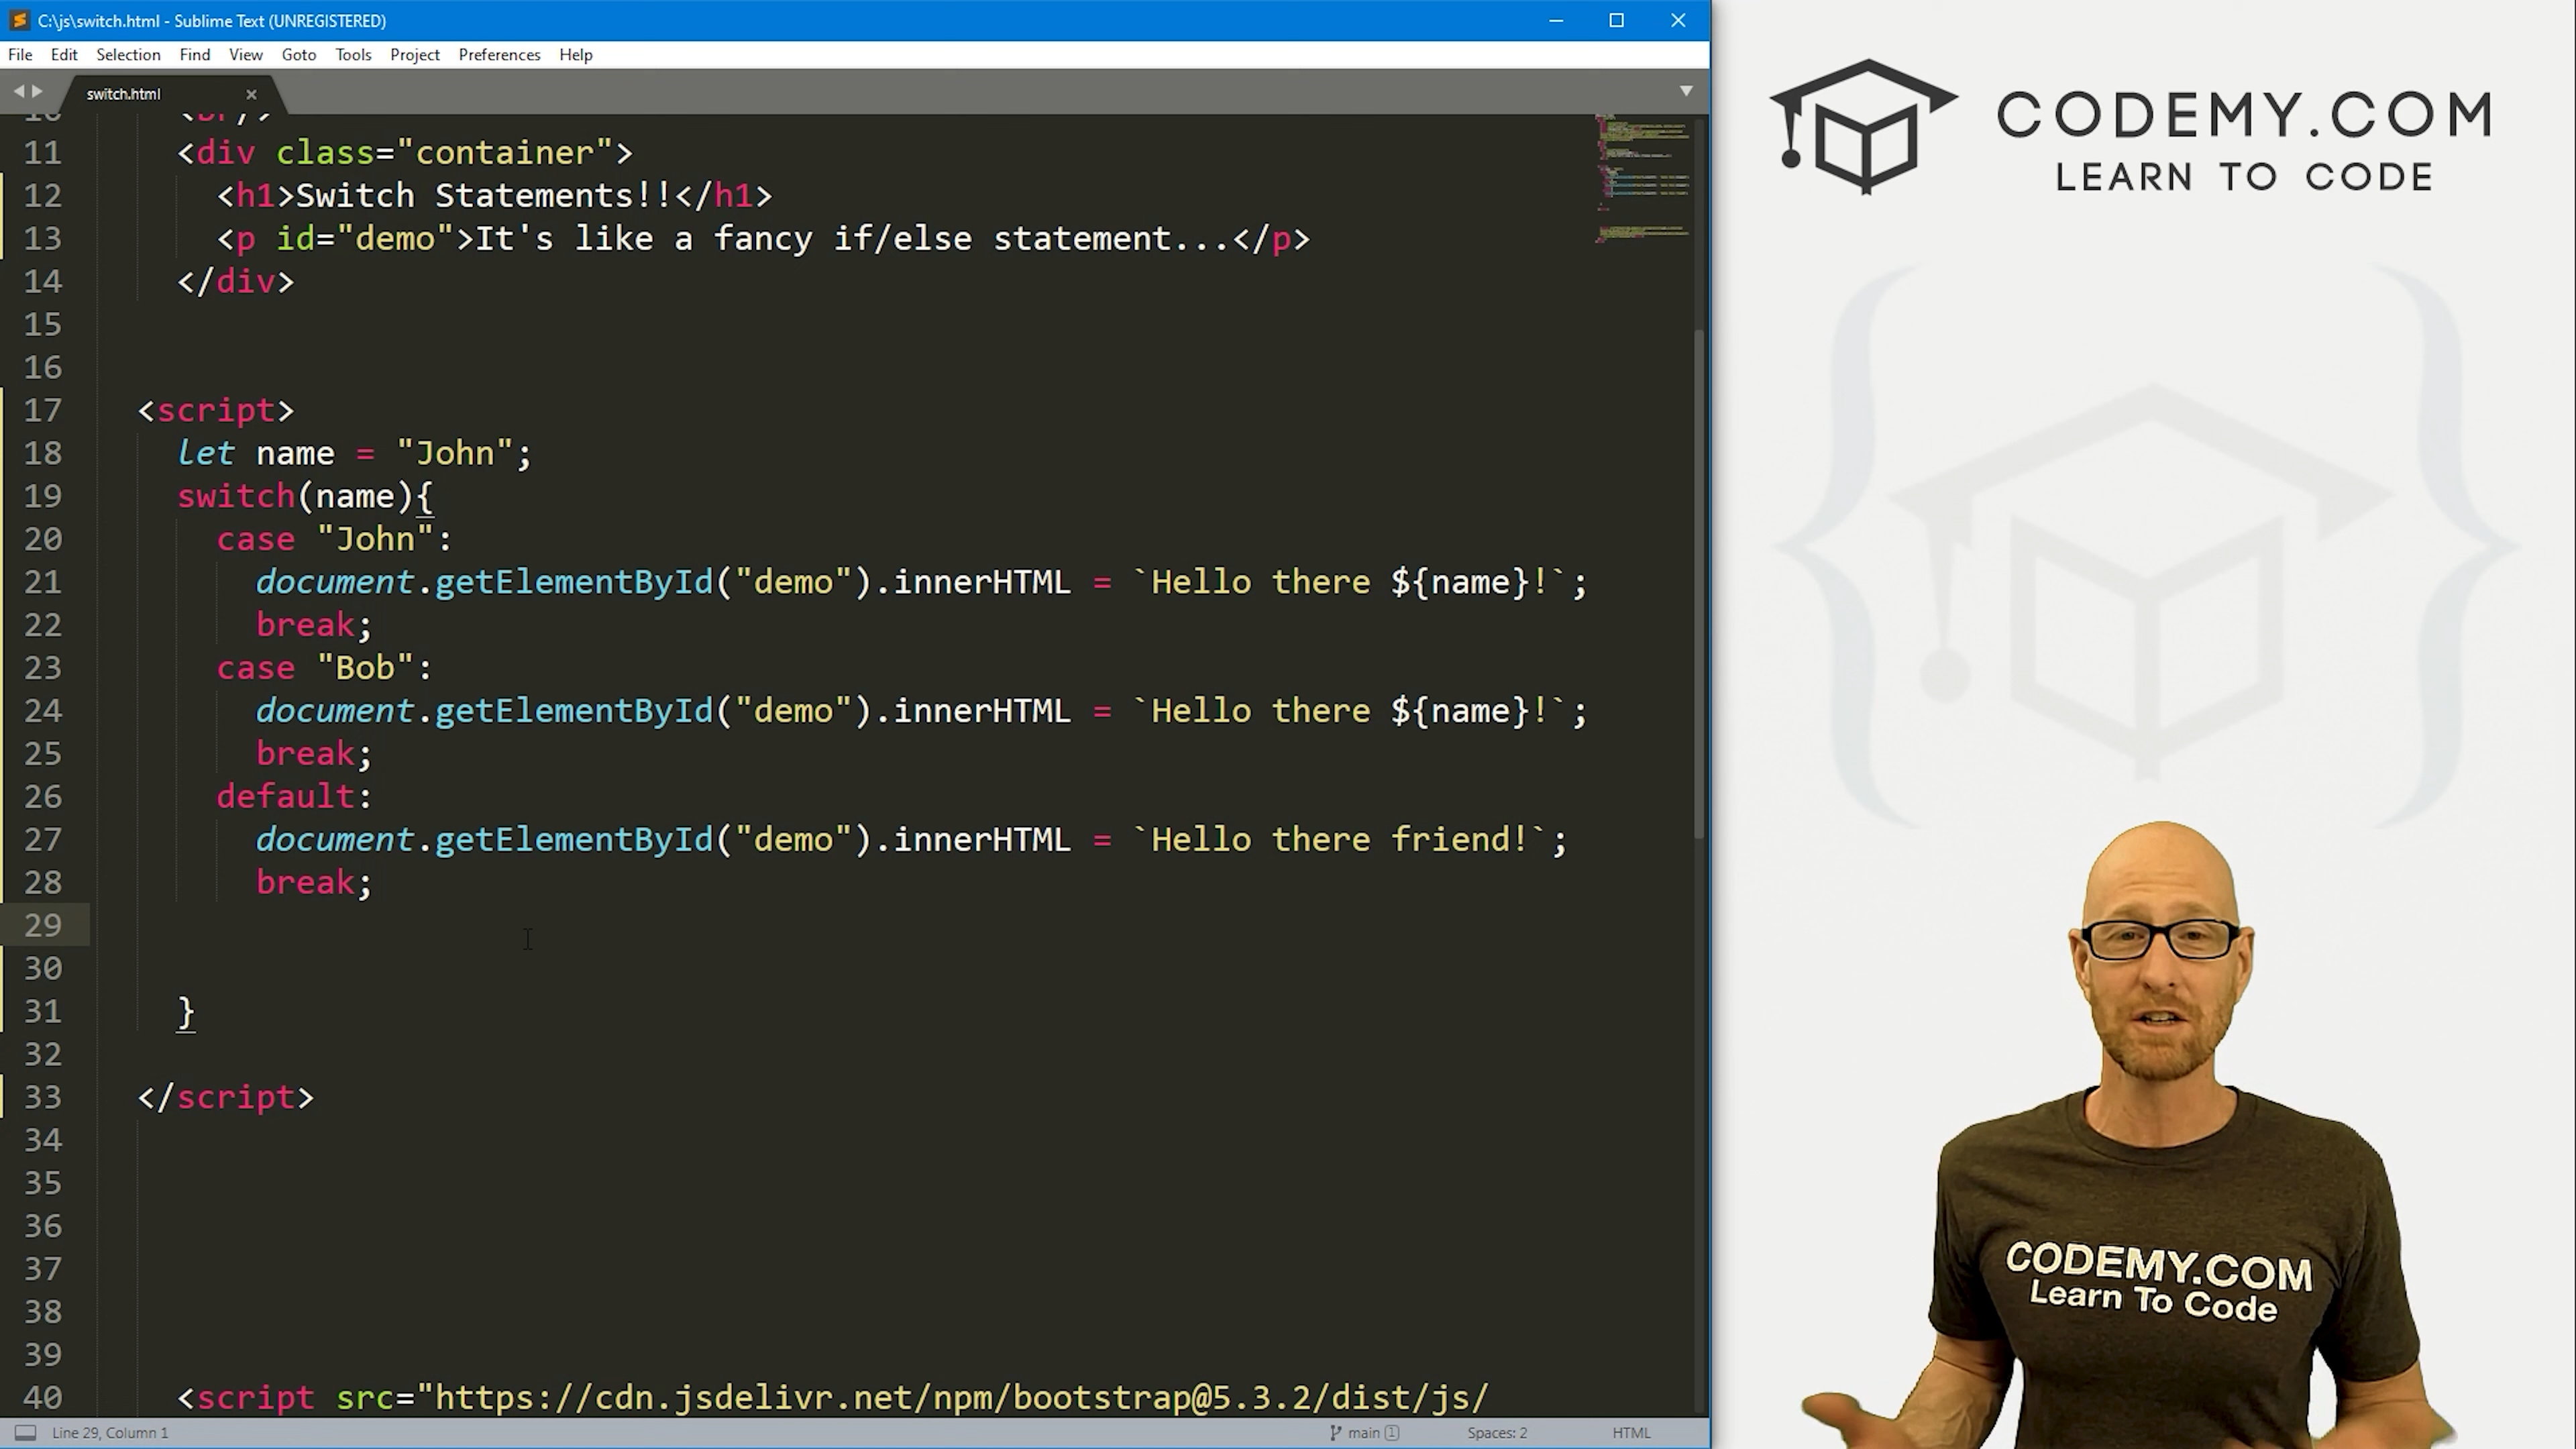 C:\js\switch.html - Sublime Text (UNREGISTERED)
File Edit Selection Find View Goto Tools Project Preferences Help
switch.html
10 <br/>
11 <div class="container">
12 <h1>Switch Statements!!</h1>
13 <p id="demo">It's like a fancy if/else statement...</p>
14 </div>
15
16
17 <script>
18 let name = "John";
19 switch(name){
20 case "John":
21 document.getElementById("demo").innerHTML = `Hello there ${name}!`;
22 break;
23 case "Bob":
24 document.getElementById("demo").innerHTML = `Hello there ${name}!`;
25 break;
26 default:
27 document.getElementById("demo").innerHTML = `Hello there friend!`;
28 break;
29
30
31 }
32
33 </script>
34
35
36
37
38
39
40 <script src="https://cdn.jsdelivr.net/npm/bootstrap@5.3.2/dist/js/
Line 29, Column 1
main 1
Spaces: 2
HTML
CODEMY.COM
LEARN TO CODE
CODEMY.COM
Learn To Code